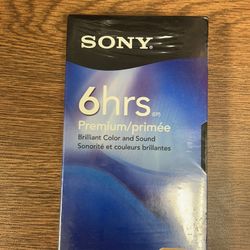 SONY
6hrs (EP)
Premium/primée
Brilliant Color and Sound
Sonorité et couleurs brillantes